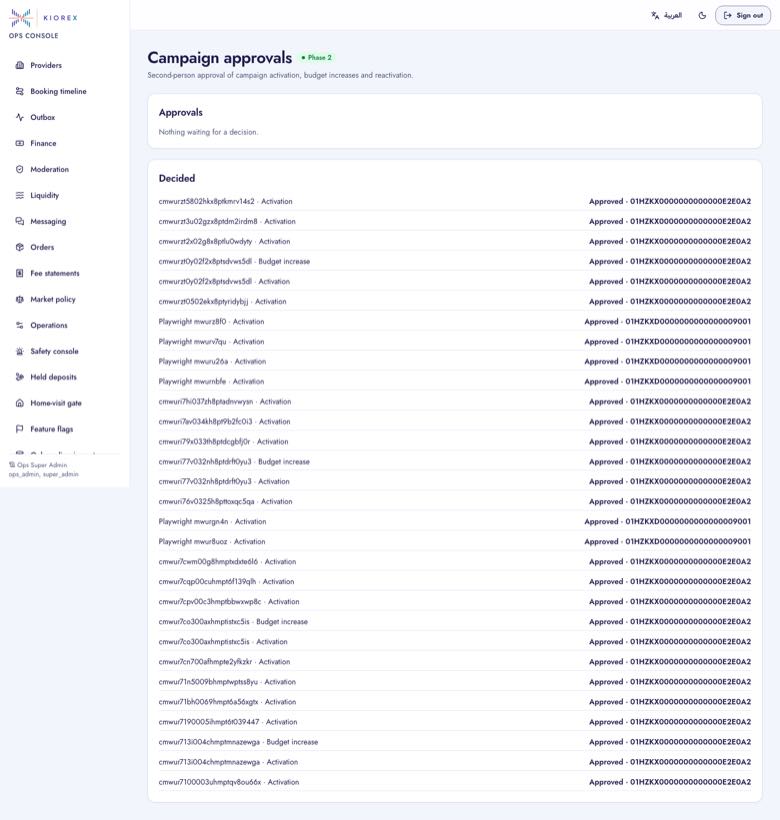 KIOREX
OPS CONSOLE
العربية
Sign out
Providers
Booking timeline
Outbox
Finance
Moderation
Liquidity
Messaging
Orders
Fee statements
Market policy
Operations
Safety console
Held deposits
Home-visit gate
Feature flags
Ops Super Admin
ops_admin, super_admin
Campaign approvals
Phase 2
Second-person approval of campaign activation, budget increases and reactivation.
Approvals
Nothing waiting for a decision.
Decided
cmwurzt5802hkx8ptkmrv14s2 · Activation Approved · 01HZKX0000000000000E2E0A2
cmwurzt3u02gzx8ptdm2irdm8 · Activation Approved · 01HZKX0000000000000E2E0A2
cmwurzt2x02g8x8ptlu0wdyty · Activation Approved · 01HZKX0000000000000E2E0A2
cmwurzt0y02f2x8ptsdvws5dl · Budget increase Approved · 01HZKX0000000000000E2E0A2
cmwurzt0y02f2x8ptsdvws5dl · Activation Approved · 01HZKX0000000000000E2E0A2
cmwurzt0502ekx8ptyridybjj · Activation Approved · 01HZKX0000000000000E2E0A2
Playwright mwurz8f0 · Activation Approved · 01HZKXD0000000000000009001
Playwright mwurv7qu · Activation Approved · 01HZKXD0000000000000009001
Playwright mwuru26a · Activation Approved · 01HZKXD0000000000000009001
Playwright mwurnbfe · Activation Approved · 01HZKXD0000000000000009001
cmwuri7hi037zh8ptadnvwysn · Activation Approved · 01HZKX0000000000000E2E0A2
cmwuri7av034kh8pt9b2fc0i3 · Activation Approved · 01HZKX0000000000000E2E0A2
cmwuri79x033th8ptdcgbfj0r · Activation Approved · 01HZKX0000000000000E2E0A2
cmwuri77v032nh8ptdrft0yu3 · Budget increase Approved · 01HZKX0000000000000E2E0A2
cmwuri77v032nh8ptdrft0yu3 · Activation Approved · 01HZKX0000000000000E2E0A2
cmwuri76v0325h8pttoxqc5qa · Activation Approved · 01HZKX0000000000000E2E0A2
Playwright mwurgn4n · Activation Approved · 01HZKXD0000000000000009001
Playwright mwur8uoz · Activation Approved · 01HZKXD0000000000000009001
cmwur7cwm00g8hmptxdxte6l6 · Activation Approved · 01HZKX0000000000000E2E0A2
cmwur7cqp00cuhmpt6f139qlh · Activation Approved · 01HZKX0000000000000E2E0A2
cmwur7cpv00c3hmptbbwxwp8c · Activation Approved · 01HZKX0000000000000E2E0A2
cmwur7co300axhmptistxc5is · Budget increase Approved · 01HZKX0000000000000E2E0A2
cmwur7co300axhmptistxc5is · Activation Approved · 01HZKX0000000000000E2E0A2
cmwur7cn700afhmpte2yfkzkr · Activation Approved · 01HZKX0000000000000E2E0A2
cmwur71n5009bhmptwptss8yu · Activation Approved · 01HZKX0000000000000E2E0A2
cmwur71bh0069hmpt6a56xgtx · Activation Approved · 01HZKX0000000000000E2E0A2
cmwur7190005ihmpt6t039447 · Activation Approved · 01HZKX0000000000000E2E0A2
cmwur713i004chmptmnazewga · Budget increase Approved · 01HZKX0000000000000E2E0A2
cmwur713i004chmptmnazewga · Activation Approved · 01HZKX0000000000000E2E0A2
cmwur7100003uhmptqv8ou66x · Activation Approved · 01HZKX0000000000000E2E0A2